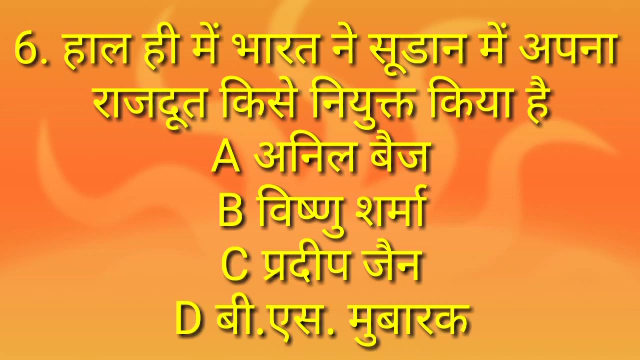 6. हाल ही में भारत ने सूडान में अपना
राजदूत किसे नियुक्त किया है
A अनिल बैज
B विष्णु शर्मा
C प्रदीप जैन
D बी.एस. मुबारक